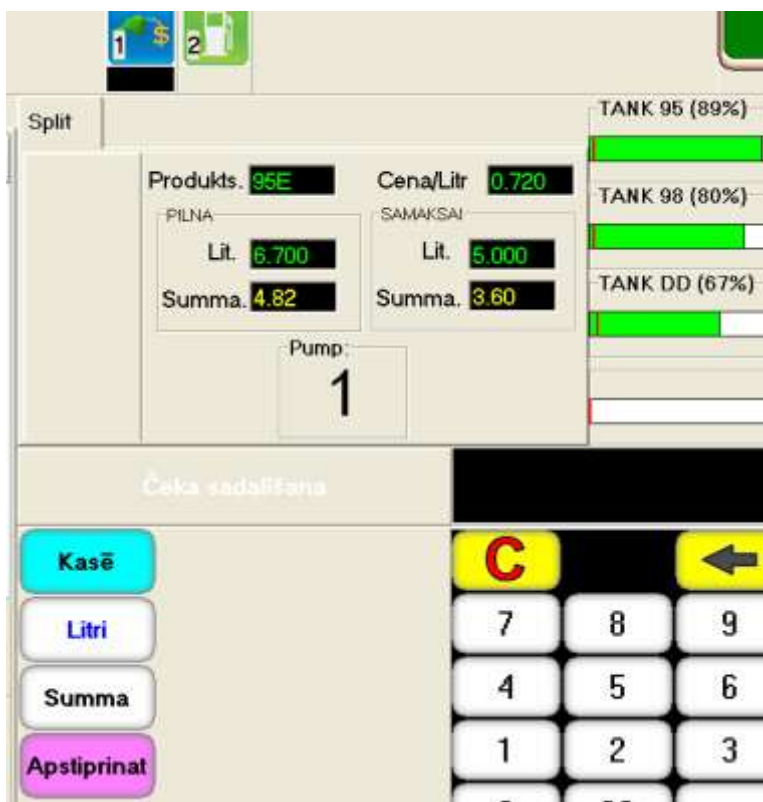 1 $ 2
Split
TANK 95 (89%)
Produkts. 95E Cena/Litr 0.720
TANK 98 (80%)
PILNA SAMAKSAI
Lit. 6.700 Lit. 5.000
TANK DD (67%)
Summa. 4.82 Summa. 3.60
Pump:
1
Čeka sadalīšana
Kasē C
Litri 7 8 9
Summa 4 5 6
Apstiprinat 1 2 3